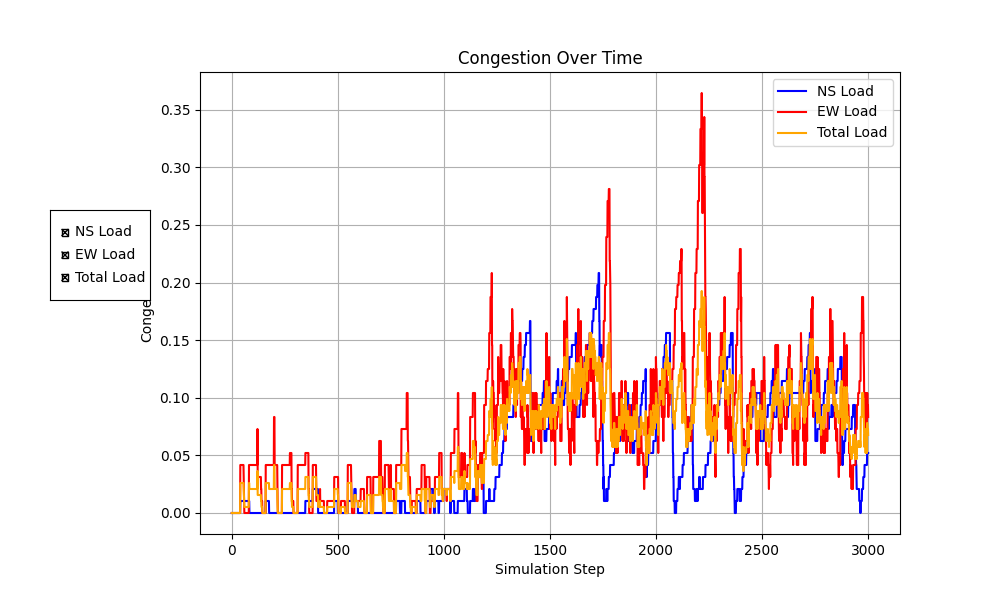 Congestion Over Time
NS Load
EW Load
Total Load
0.35
0.30
0.25
0.20
0.15
0.10
0.05
0.00
NS Load
EW Load
Total Load
Conge
0
500
1000
1500
2000
2500
3000
Simulation Step